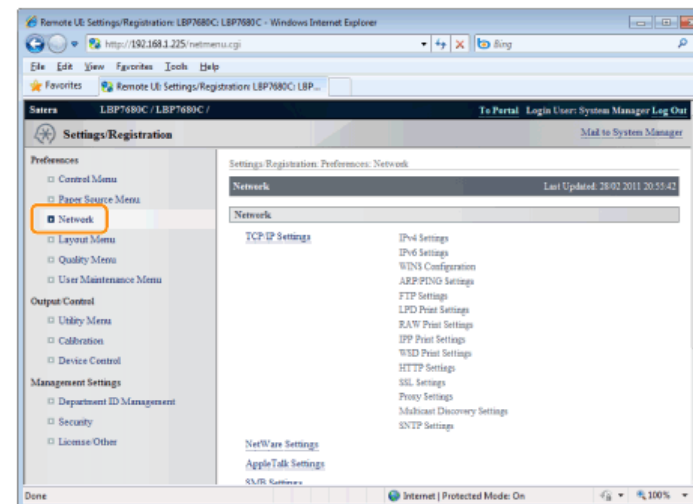 Remote UI: Settings/Registration: LBP7680C: LBP7680C - Windows Internet Explorer
http://192.168.1.225/netmenu.cgi
Bing
File Edit View Favorites Tools Help
Favorites Remote UI: Settings/Registration: LBP7680C: LBP...
Satera LBP7680C / LBP7680C / To Portal Login User: System Manager Log Out
Settings/Registration Mail to System Manager
Preferences
Control Menu
Paper Source Menu
Network
Layout Menu
Quality Menu
User Maintenance Menu
Output/Control
Utility Menu
Calibration
Device Control
Management Settings
Department ID Management
Security
License/Other
Settings/Registration: Preferences: Network
Network Last Updated: 28/02 2011 20:55:42
Network
TCP/IP Settings
IPv4 Settings
IPv6 Settings
WINS Configuration
ARP/PING Settings
FTP Settings
LPD Print Settings
RAW Print Settings
IPP Print Settings
WSD Print Settings
HTTP Settings
SSL Settings
Proxy Settings
Multicast Discovery Settings
SNTP Settings
NetWare Settings
AppleTalk Settings
SMB Settings
Done Internet | Protected Mode: On 100%